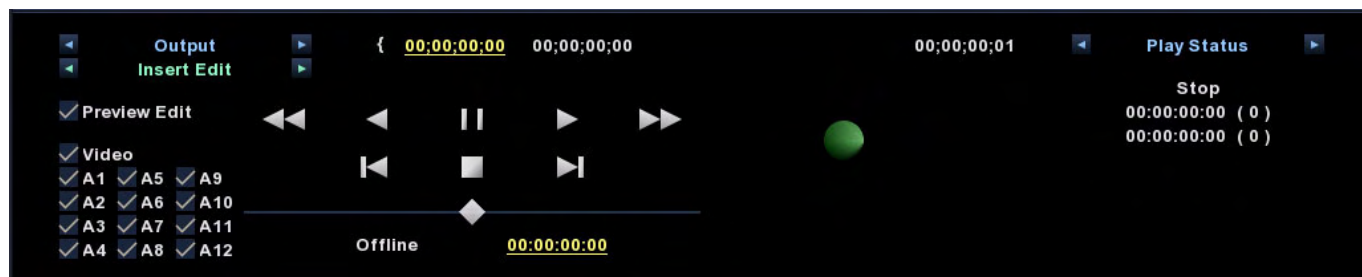 Output { 00;00;00;00 00;00;00;00 00;00;00;01 Play Status
Insert Edit
Stop
Preview Edit 00:00:00:00 ( 0 )
00:00:00:00 ( 0 )
Video
A1 A5 A9
A2 A6 A10
A3 A7 A11
A4 A8 A12
Offline 00:00:00:00